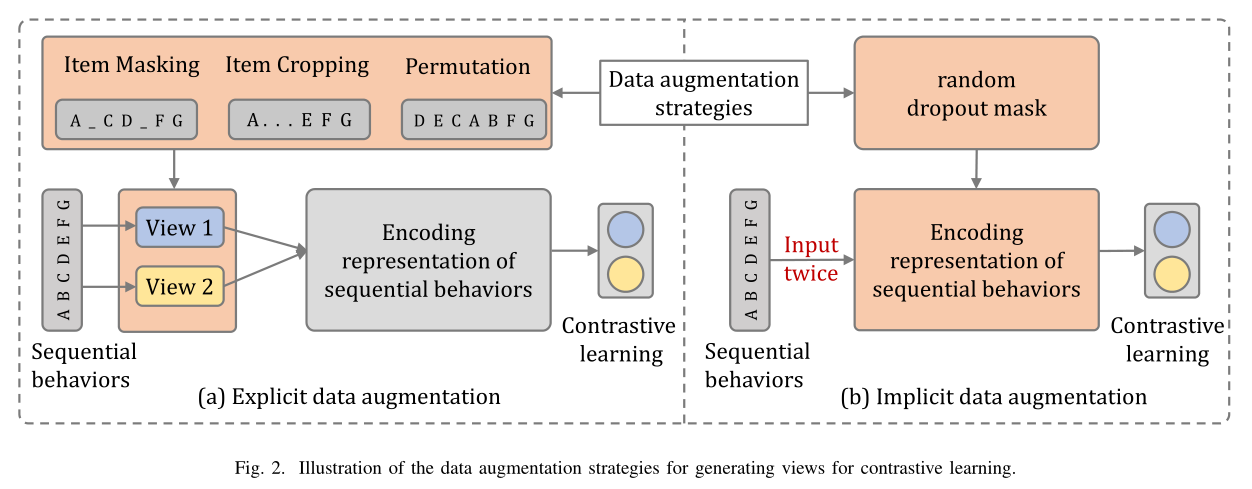 Item Masking
A _ C D _ F G
Item Cropping
A . . . E F G
Permutation
D E C A B F G
Data augmentation
strategies
random
dropout mask
A B C D E F G
View 1
View 2
Encoding
representation of
sequential behaviors
Contrastive
learning
Sequential
behaviors
(a) Explicit data augmentation
A B C D E F G
Input
twice
Encoding
representation of
sequential behaviors
Contrastive
learning
Sequential
behaviors
(b) Implicit data augmentation
Fig. 2. Illustration of the data augmentation strategies for generating views for contrastive learning.